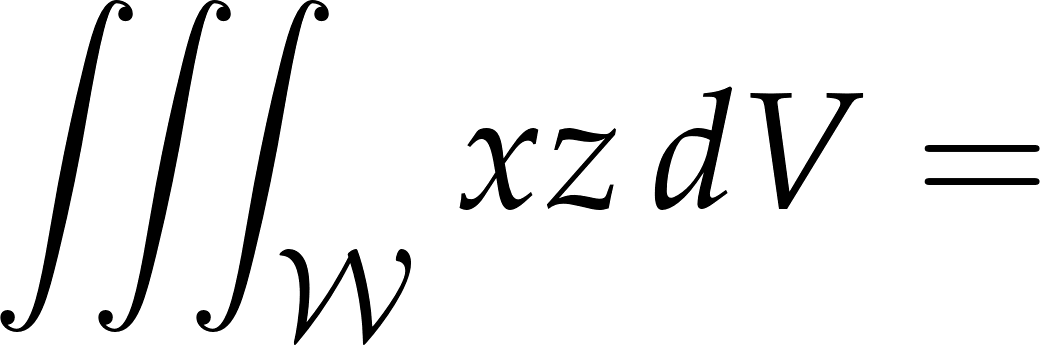 ∭_𝒲 xz dV =